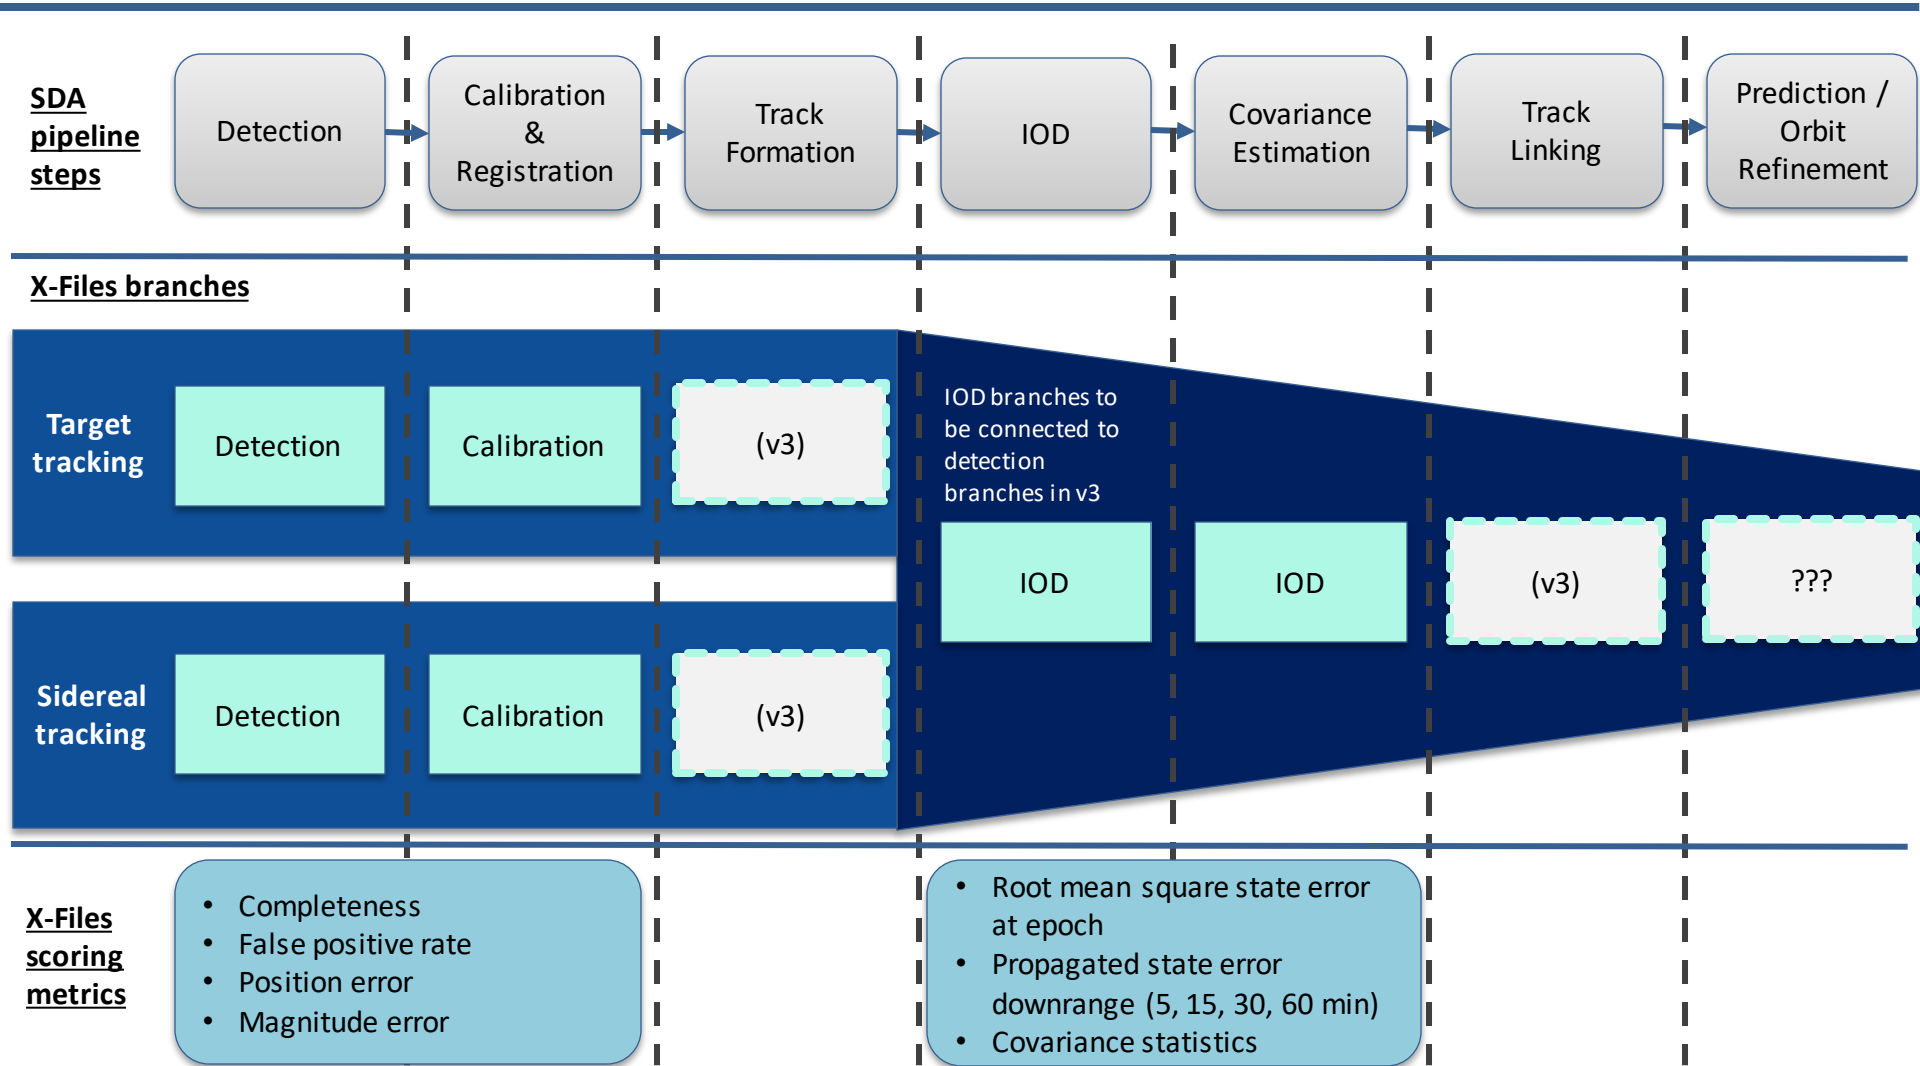 SDA
pipeline
steps
Detection
Calibration
&
Registration
Track
Formation
IOD
Covariance
Estimation
Track
Linking
Prediction /
Orbit
Refinement
X-Files branches
Target
tracking
Detection
Calibration
(v3)
IOD branches to
be connected to
detection
branches in v3
IOD
IOD
(v3)
???
Sidereal
tracking
Detection
Calibration
(v3)
X-Files
scoring
metrics
• Completeness
• False positive rate
• Position error
• Magnitude error
• Root mean square state error
at epoch
• Propagated state error
downrange (5, 15, 30, 60 min)
• Covariance statistics